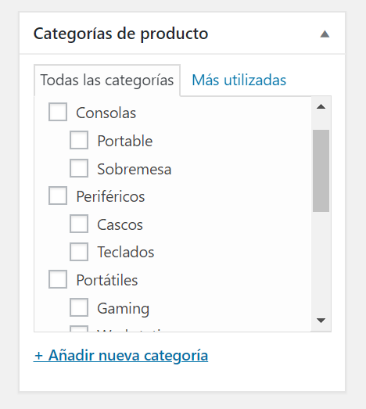 Categorías de producto
Todas las categorías Más utilizadas
Consolas
Portable
Sobremesa
Periféricos
Cascos
Teclados
Portátiles
Gaming
+ Añadir nueva categoría